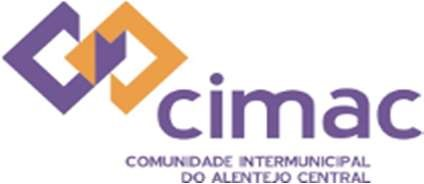 cimac
COMUNIDADE INTERMUNICIPAL
DO ALENTEJO CENTRAL